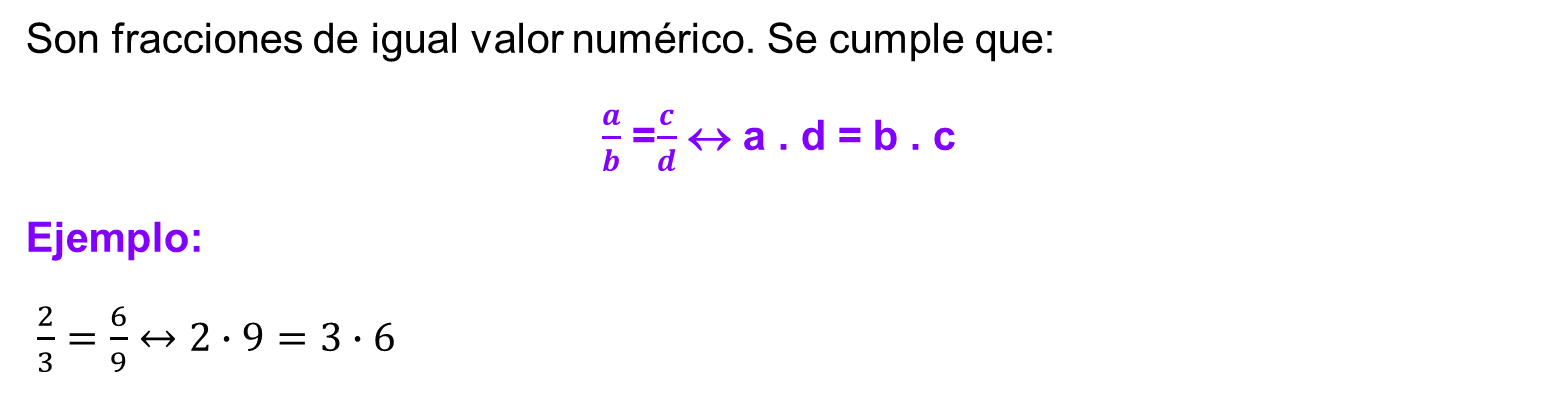 Son fracciones de igual valor numérico. Se cumple que:
a/b = c/d ↔ a . d = b . c
Ejemplo:
2/3 = 6/9 ↔ 2 · 9 = 3 · 6